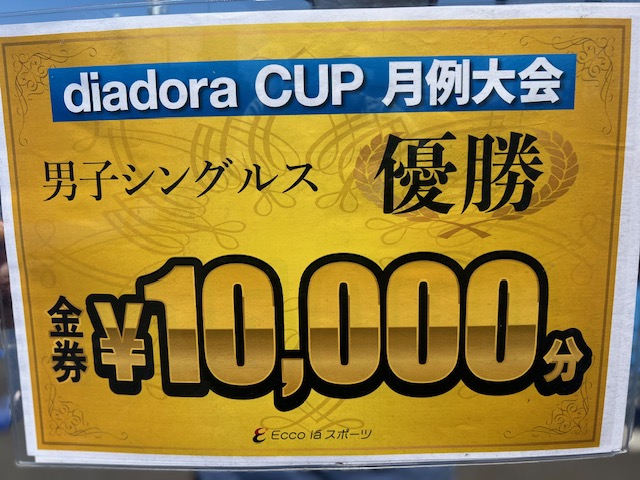 diadora CUP 月例大会
男子シングルス 優勝
金券 ¥10,000分
Ecco iaスポーツ